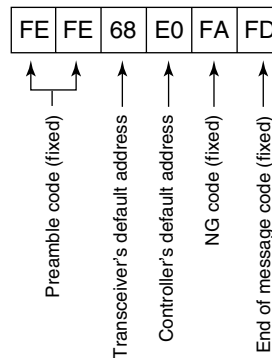 FE FE 68 E0 FA FD
Preamble code (fixed)
Transceiver's default address
Controller's default address
NG code (fixed)
End of message code (fixed)